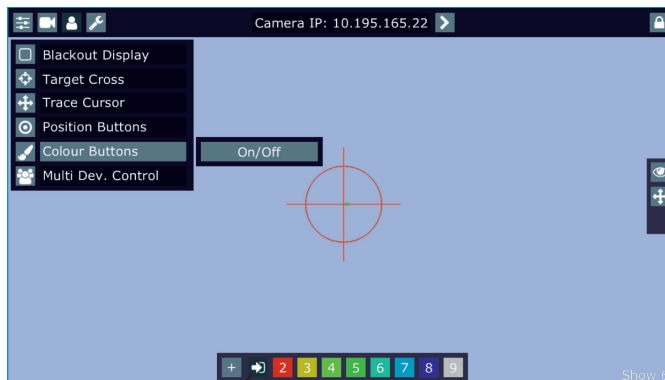 Camera IP: 10.195.165.22
Blackout Display
Target Cross
Trace Cursor
Position Buttons
Colour Buttons
On/Off
Multi Dev. Control
+ 2 3 4 5 6 7 8 9
Show